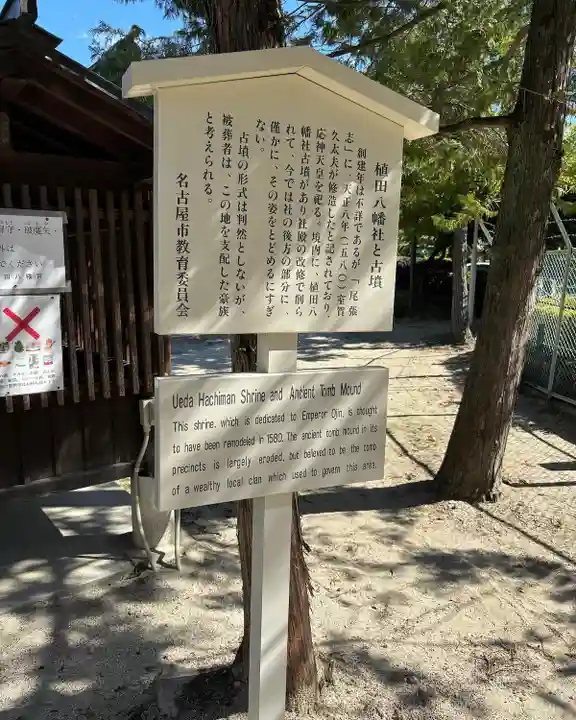 植田八幡社と古墳
創建年は不詳であるが、「尾張
志」に、天正八年（一五八〇）室賀
久太夫が修造したと記されており、
応神天皇を祀る。境内に、植田八
幡社古墳があり社殿の改修で削ら
れて、今では社の後方の部分に、
僅かに、その姿をとどめるにすぎ
ない。
古墳の形式は判然としないが、
被葬者は、この地を支配した豪族
と考えられる。
名古屋市教育委員会
Ueda Hachiman Shrine and Ancient Tomb Mound
This shrine, which is dedicated to Emperor Ojin, is thought
to have been remodeled in 1580. The ancient tomb mound in its
precincts is largely eroded, but believed to be the tomb
of a wealthy local clan which used to govern this area.